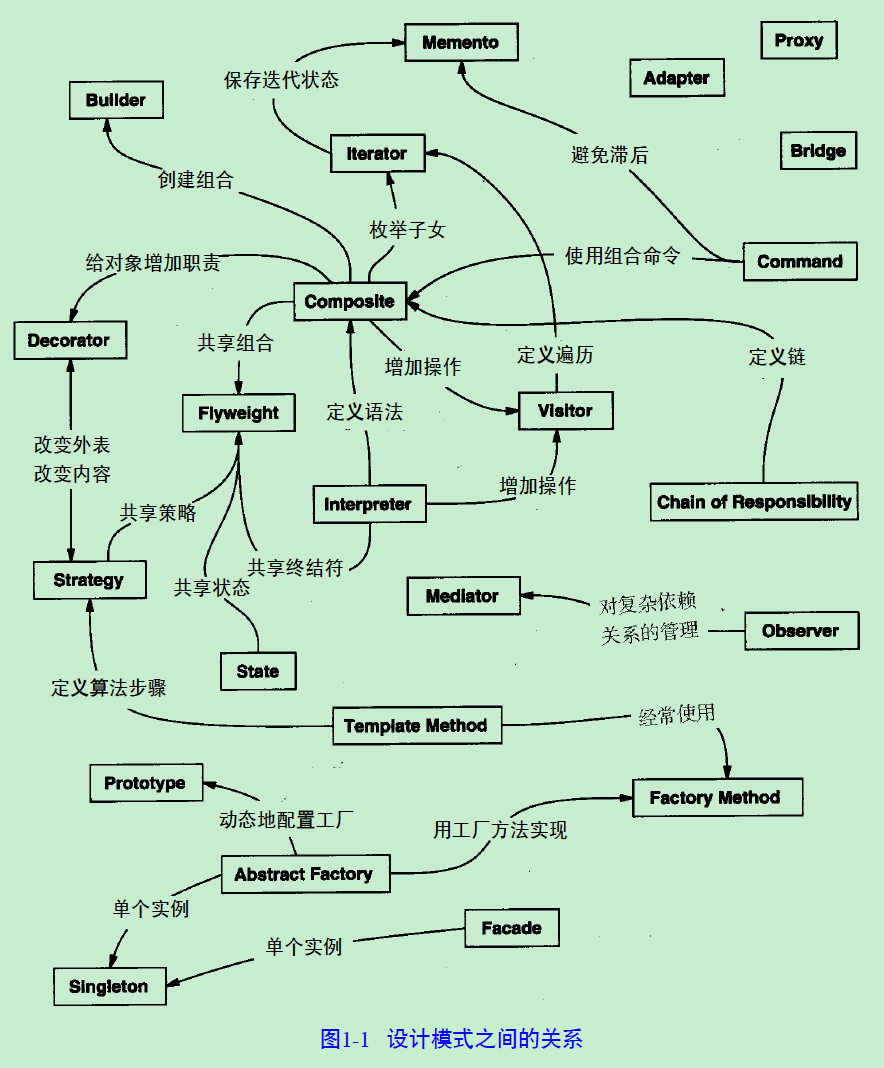 Memento
Proxy
Adapter
保存迭代状态
Builder
Iterator
避免滞后
Bridge
创建组合
枚举子女
给对象增加职责
使用组合命令
Command
Composite
Decorator
共享组合
增加操作
定义遍历
定义链
Flyweight
定义语法
Visitor
改变外表
改变内容
增加操作
Interpreter
Chain of Responsibility
共享策略
共享终结符
Strategy
共享状态
Mediator
对复杂依赖
关系的管理
Observer
State
定义算法步骤
Template Method
经常使用
Prototype
Factory Method
动态地配置工厂
用工厂方法实现
Abstract Factory
单个实例
Facade
单个实例
Singleton
图1-1 设计模式之间的关系